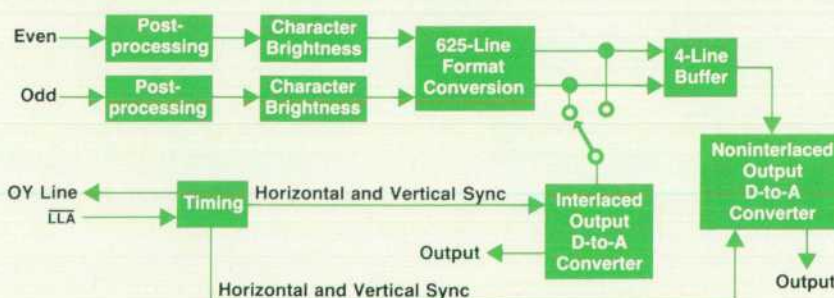 Even
Post-
processing
Character
Brightness
625-Line
Format
Conversion
4-Line
Buffer
Odd
Post-
processing
Character
Brightness
Noninterlaced
Output
D-to-A
Converter
OY Line
LLA
Timing
Horizontal and Vertical Sync
Interlaced
Output
D-to-A
Converter
Output
Output
Horizontal and Vertical Sync